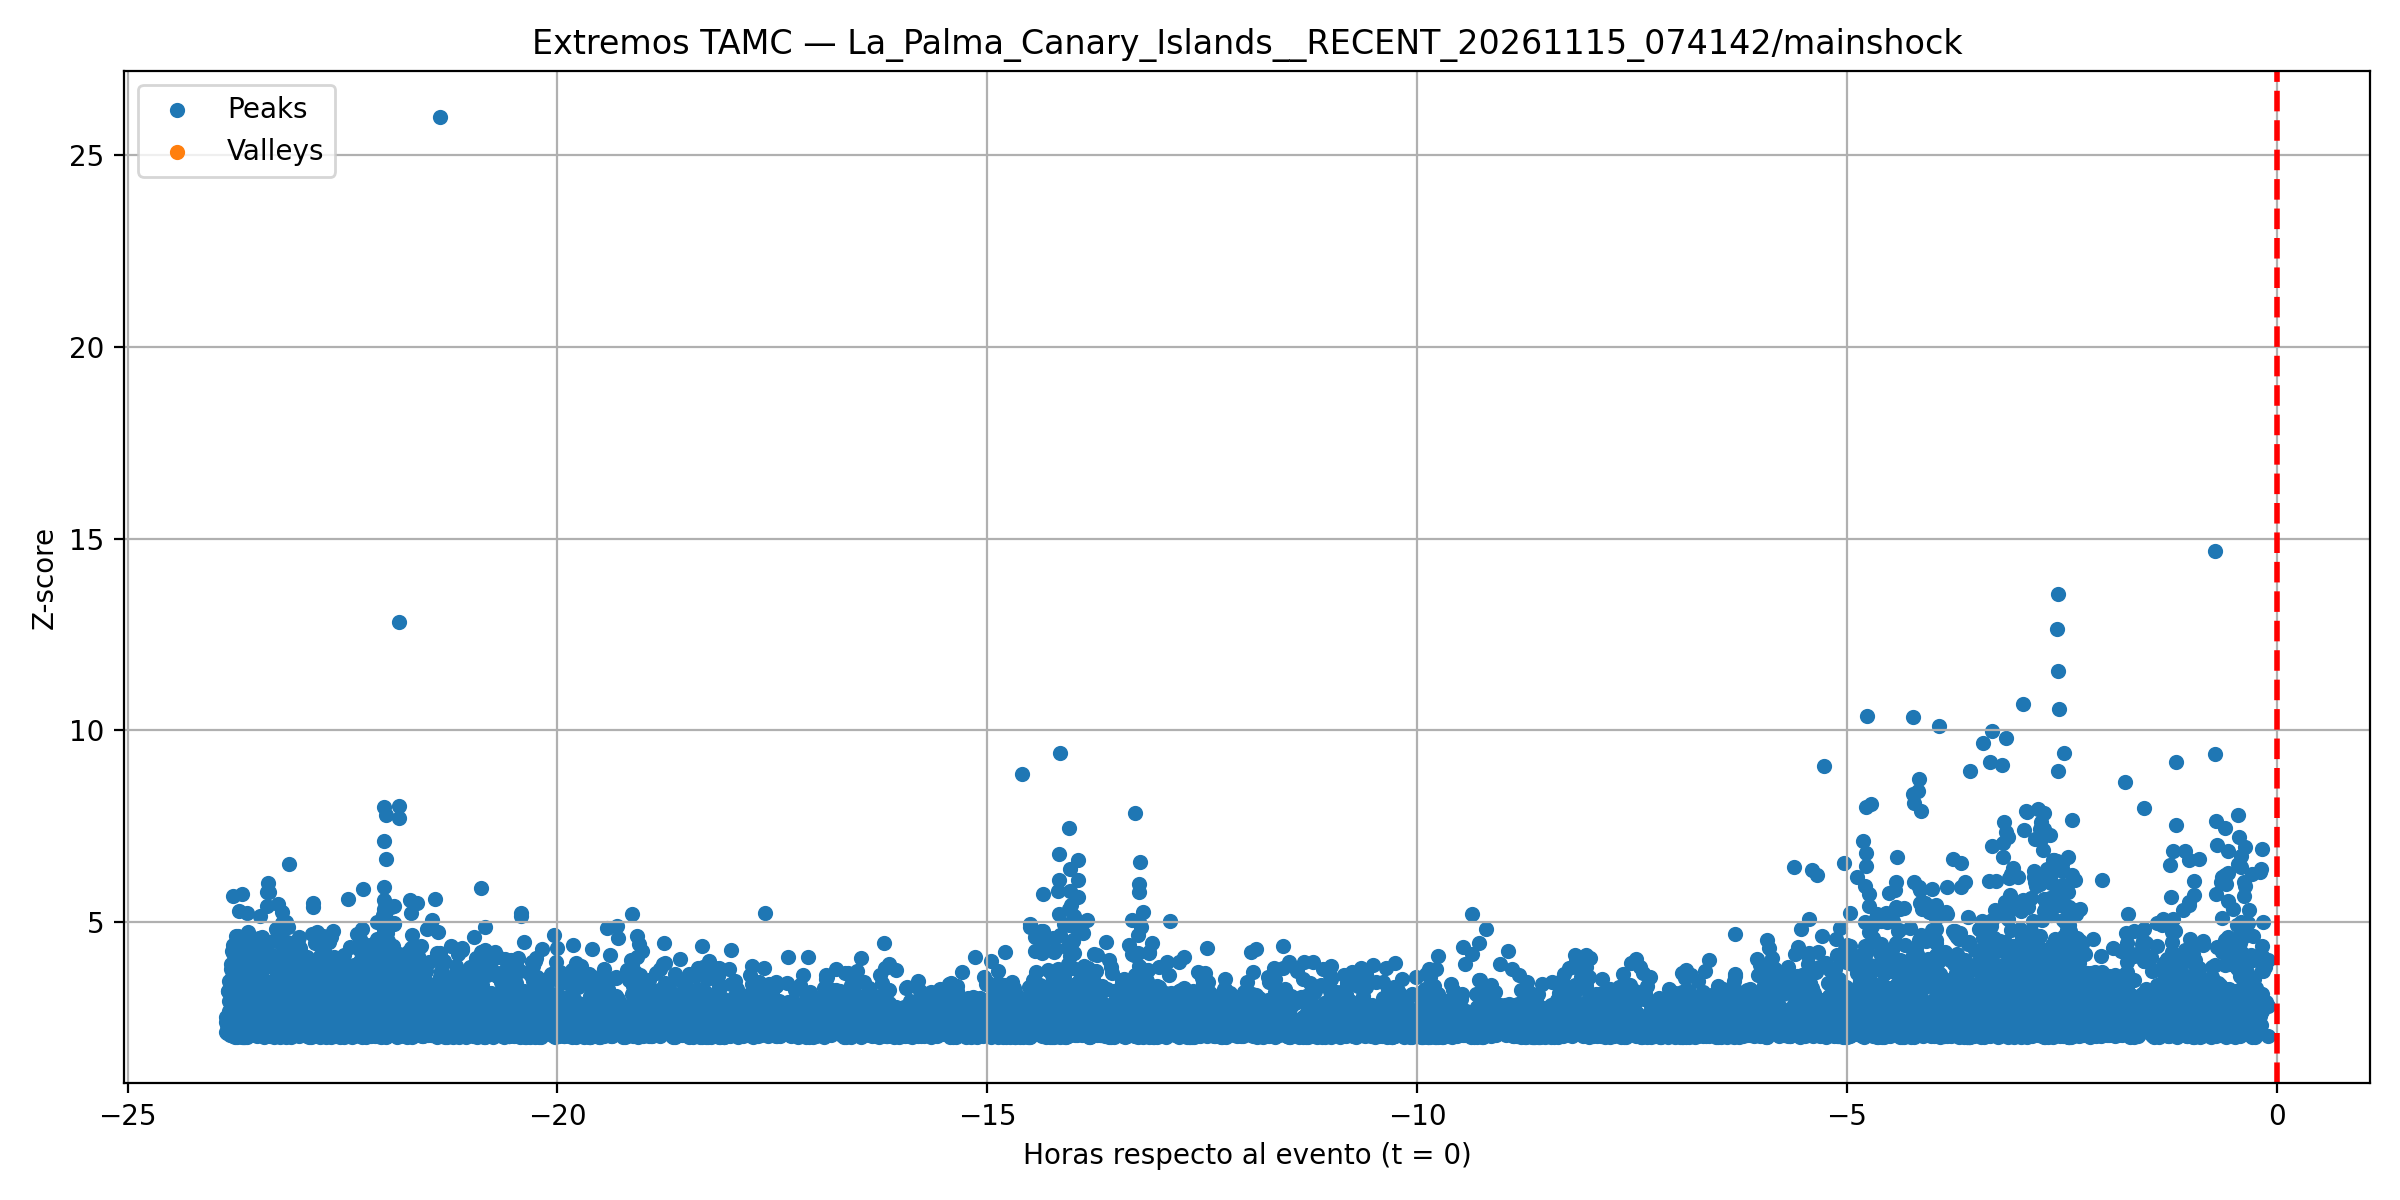 Extremos TAMC — La_Palma_Canary_Islands__RECENT_20261115_074142/mainshock
Peaks
Valleys
25
20
15
10
5
Z-score
−25
−20
−15
−10
−5
0
Horas respecto al evento (t = 0)